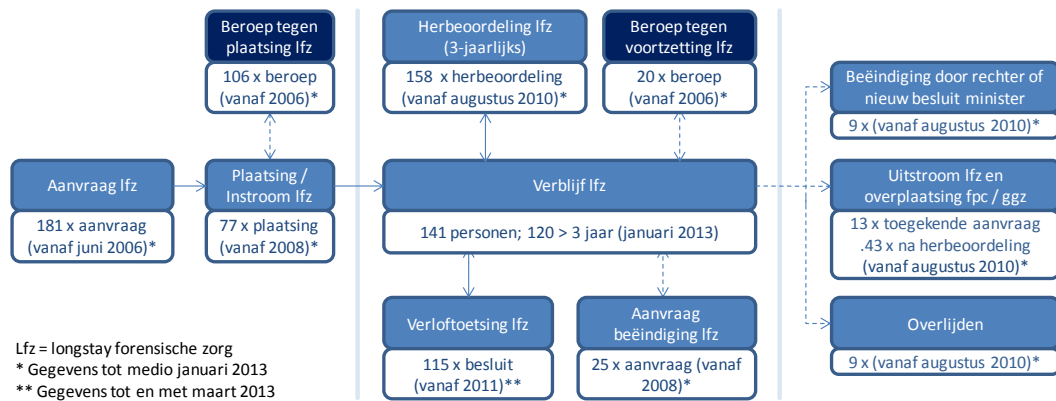 Beroep tegen
plaatsing lfz
106 x beroep
(vanaf 2006)*
Herbeoordeling lfz
(3-jaarlijks)
158 x herbeoordeling
(vanaf augustus 2010)*
Beroep tegen
voortzetting lfz
20 x beroep
(vanaf 2006)*
Aanvraag lfz
181 x aanvraag
(vanaf juni 2006)*
Plaatsing /
Instroom lfz
77 x plaatsing
(vanaf 2008)*
Verblijf lfz
141 personen; 120 > 3 jaar (januari 2013)
Verloftoetsing lfz
115 x besluit
(vanaf 2011)**
Aanvraag
beëindiging lfz
25 x aanvraag (vanaf
2008)*
Beëindiging door rechter of
nieuw besluit minister
9 x (vanaf augustus 2010)*
Uitstroom lfz en
overplaatsing fpc / ggz
13 x toegekende aanvraag
.43 x na herbeoordeling
(vanaf augustus 2010)*
Overlijden
9 x (vanaf augustus 2010)*
Lfz = longstay forensische zorg
* Gegevens tot medio januari 2013
** Gegevens tot en met maart 2013